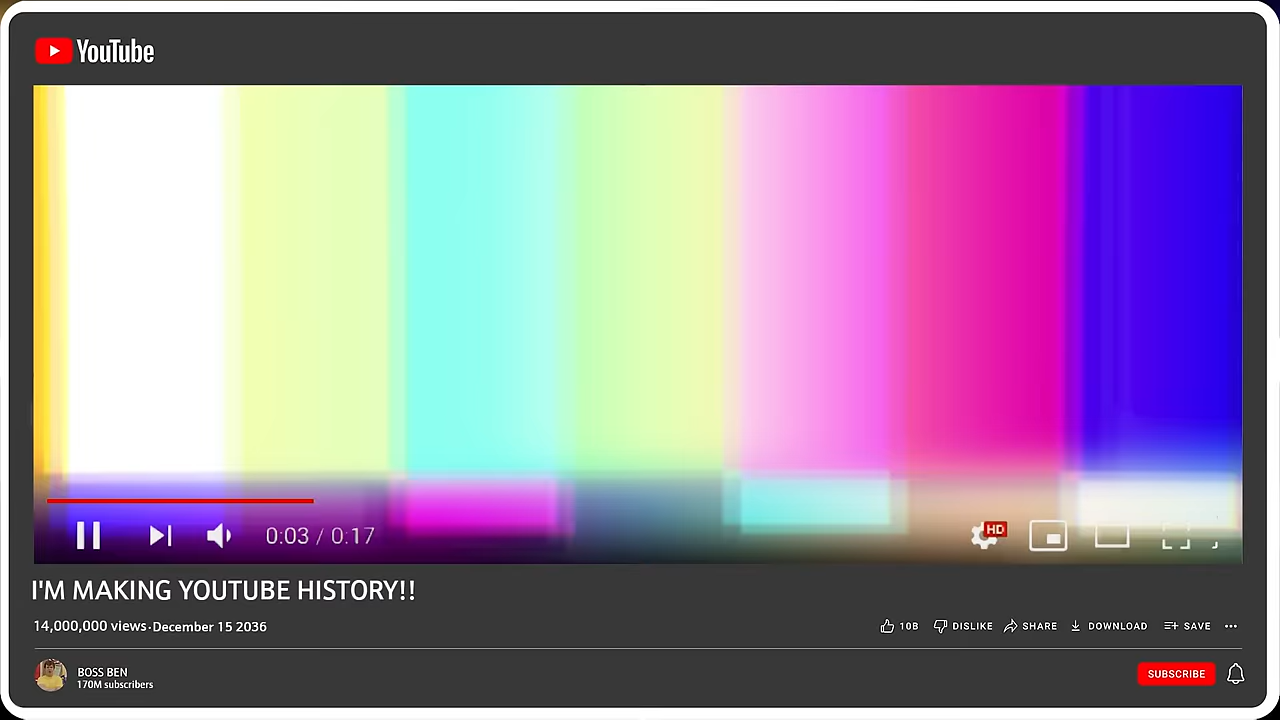 YouTube
HD
0:03 / 0:17
I'M MAKING YOUTUBE HISTORY!!
14,000,000 views·December 15 2036
10B DISLIKE SHARE DOWNLOAD SAVE
BOSS BEN
170M subscribers
SUBSCRIBE